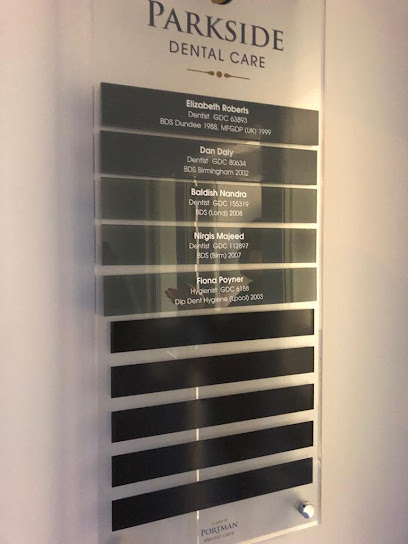 PARKSIDE
DENTAL CARE
Elizabeth Roberts
Dentist GDC 63893
BDS Dundee 1988, MFGDP (UK) 1999
Dan Daly
Dentist GDC 80634
BDS Birmingham 2002
Baldish Nandra
Dentist GDC 155319
BDS (Lond) 2008
Nirgis Majeed
Dentist GDC 112897
BDS (Birm) 2007
Fiona Poyner
Hygienist GDC 6188
Dip Dent Hygiene (Lpool) 2003
PORTMAN
DENTAL CARE